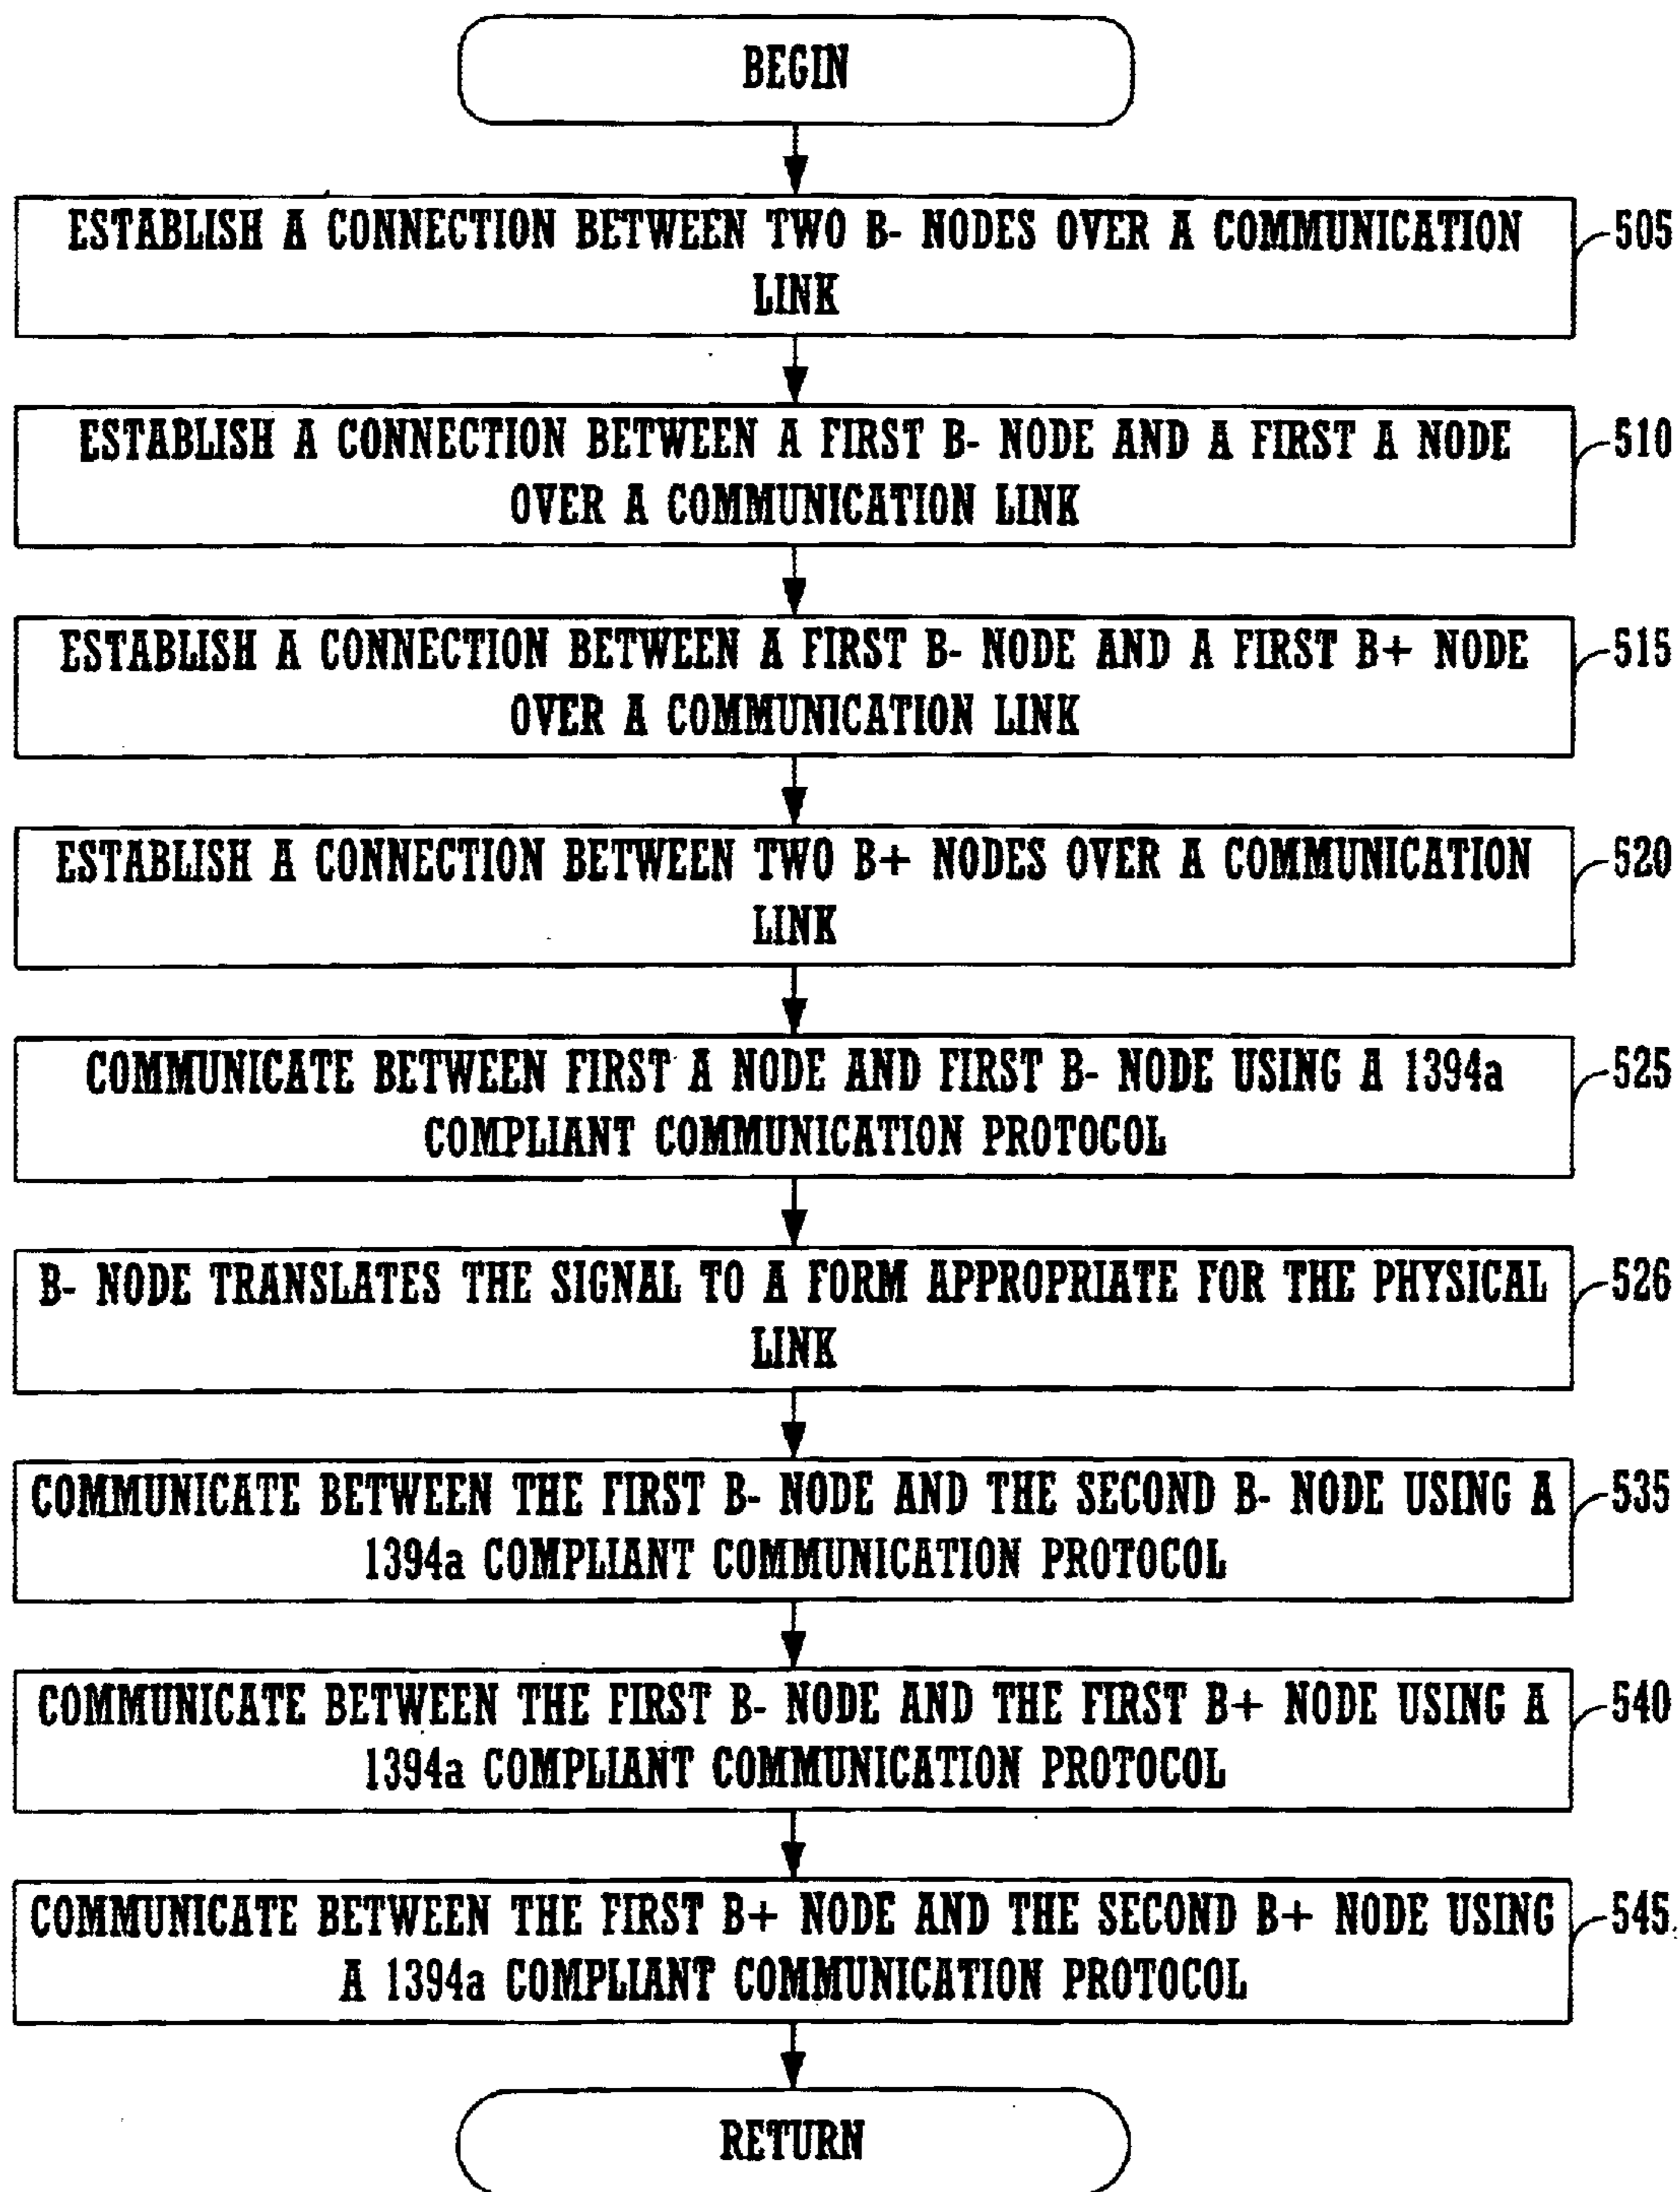 BEGIN
ESTABLISH A CONNECTION BETWEEN TWO B- NODES OVER A COMMUNICATION
LINK
505
ESTABLISH A CONNECTION BETWEEN A FIRST B- NODE AND A FIRST A NODE
OVER A COMMUNICATION LINK
510
ESTABLISH A CONNECTION BETWEEN A FIRST B- NODE AND A FIRST B+ NODE
OVER A COMMUNICATION LINK
515
ESTABLISH A CONNECTION BETWEEN TWO B+ NODES OVER A COMMUNICATION
LINK
520
COMMUNICATE BETWEEN FIRST A NODE AND FIRST B- NODE USING A 1394a
COMPLIANT COMMUNICATION PROTOCOL
525
B- NODE TRANSLATES THE SIGNAL TO A FORM APPROPRIATE FOR THE PHYSICAL
LINK
526
COMMUNICATE BETWEEN THE FIRST B- NODE AND THE SECOND B- NODE USING A
1394a COMPLIANT COMMUNICATION PROTOCOL
535
COMMUNICATE BETWEEN THE FIRST B- NODE AND THE FIRST B+ NODE USING A
1394a COMPLIANT COMMUNICATION PROTOCOL
540
COMMUNICATE BETWEEN THE FIRST B+ NODE AND THE SECOND B+ NODE USING
A 1394a COMPLIANT COMMUNICATION PROTOCOL
545
RETURN